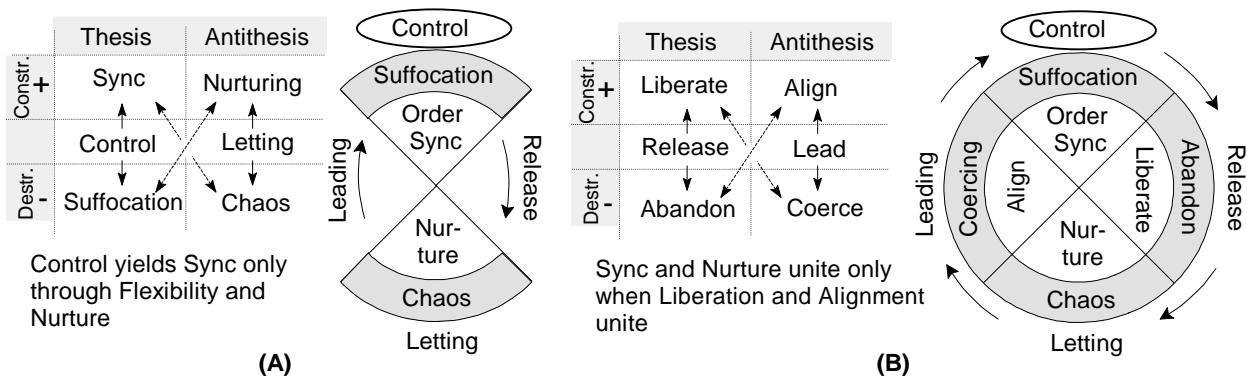 Thesis Antithesis
Constr. +
Sync Nurturing
Control Letting
Destr. -
Suffocation Chaos
Control yields Sync only
through Flexibility and
Nurture
Control
Suffocation
Order
Sync
Leading
Release
Nur-
ture
Chaos
Letting
(A)
Thesis Antithesis
Constr. +
Liberate Align
Release Lead
Destr. -
Abandon Coerce
Sync and Nurture unite only
when Liberation and Alignment
unite
Control
Suffocation
Order
Sync
Leading
Coercing
Align
Liberate
Abandon
Release
Nur-
ture
Chaos
Letting
(B)